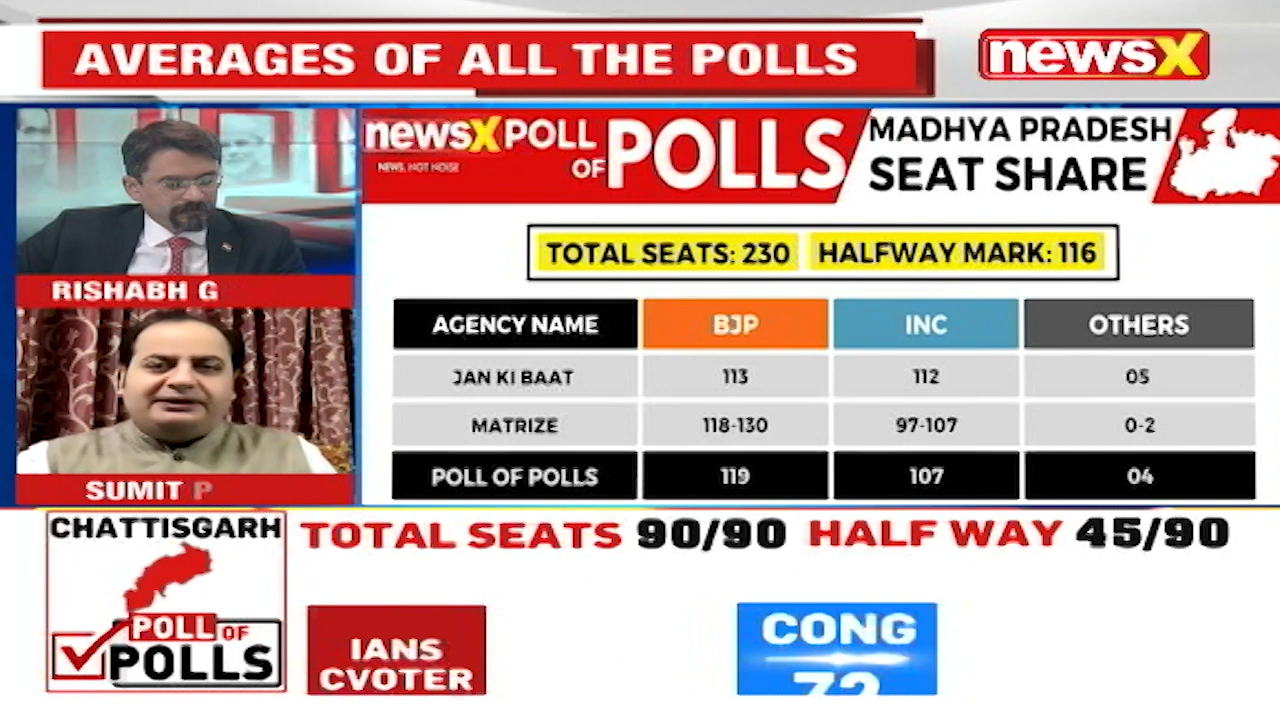 AVERAGES OF ALL THE POLLS
newsX
newsX POLL OF POLLS
NEWS, NOT NOISE
MADHYA PRADESH
SEAT SHARE
TOTAL SEATS: 230 HALFWAY MARK: 116
AGENCY NAME BJP INC OTHERS
JAN KI BAAT 113 112 05
MATRIZE 118-130 97-107 0-2
POLL OF POLLS 119 107 04
RISHABH G
SUMIT P
CHATTISGARH
POLL OF
POLLS
TOTAL SEATS 90/90 HALF WAY 45/90
IANS
CVOTER
CONG
72